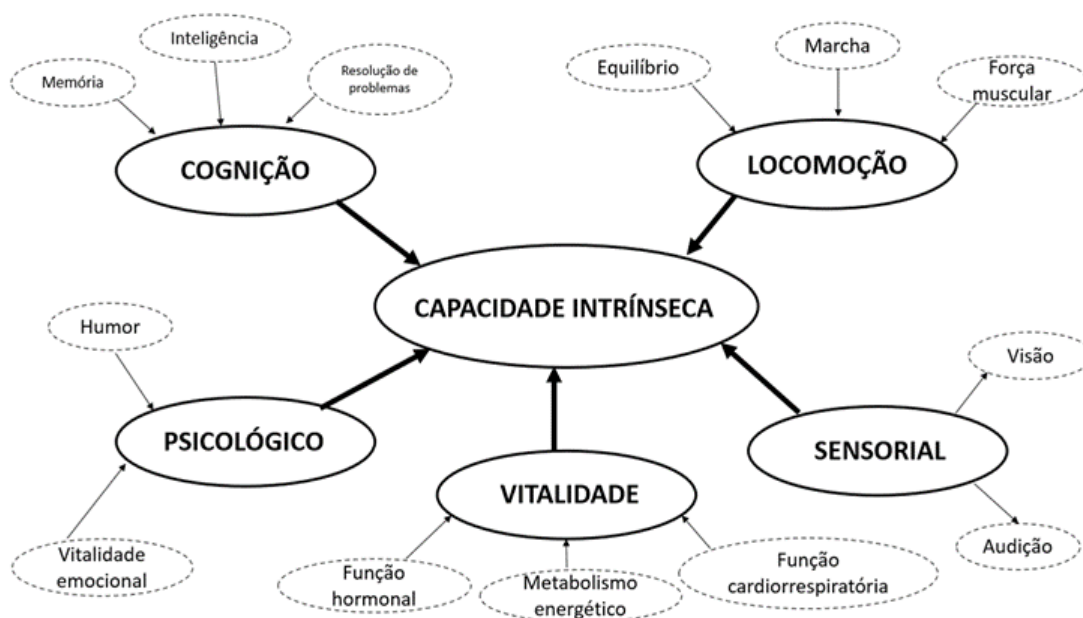 Inteligência
Memória
Resolução de
problemas
COGNIÇÃO
Marcha
Equilíbrio
Força
muscular
LOCOMOÇÃO
CAPACIDADE INTRÍNSECA
Humor
PSICOLÓGICO
Vitalidade
emocional
VITALIDADE
Função
hormonal
Metabolismo
energético
Função
cardiorrespiratória
Visão
SENSORIAL
Audição